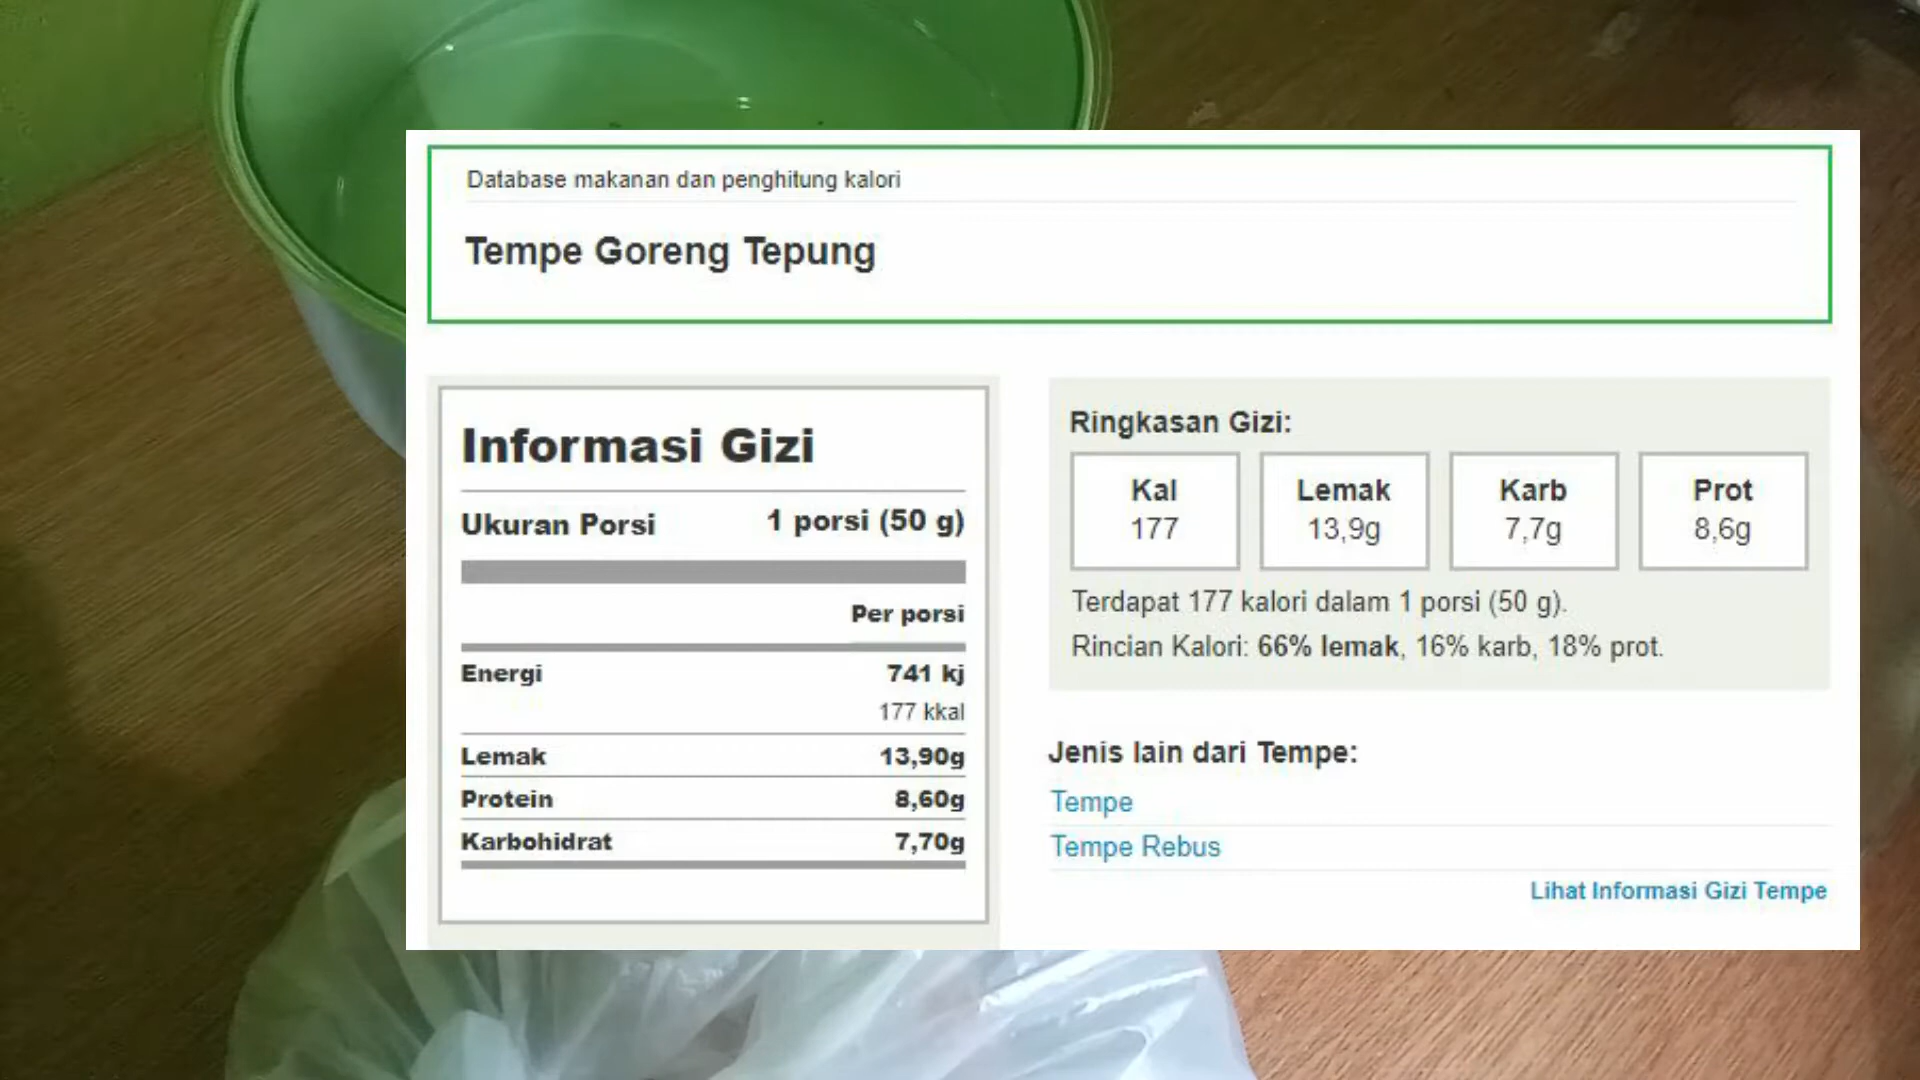 Database makanan dan penghitung kalori
Tempe Goreng Tepung
Informasi Gizi
Ukuran Porsi 1 porsi (50 g)
Per porsi
Energi 741 kj
177 kkal
Lemak 13,90g
Protein 8,60g
Karbohidrat 7,70g
Ringkasan Gizi:
Kal Lemak Karb Prot
177 13,9g 7,7g 8,6g
Terdapat 177 kalori dalam 1 porsi (50 g).
Rincian Kalori: 66% lemak, 16% karb, 18% prot.
Jenis lain dari Tempe:
Tempe
Tempe Rebus
Lihat Informasi Gizi Tempe